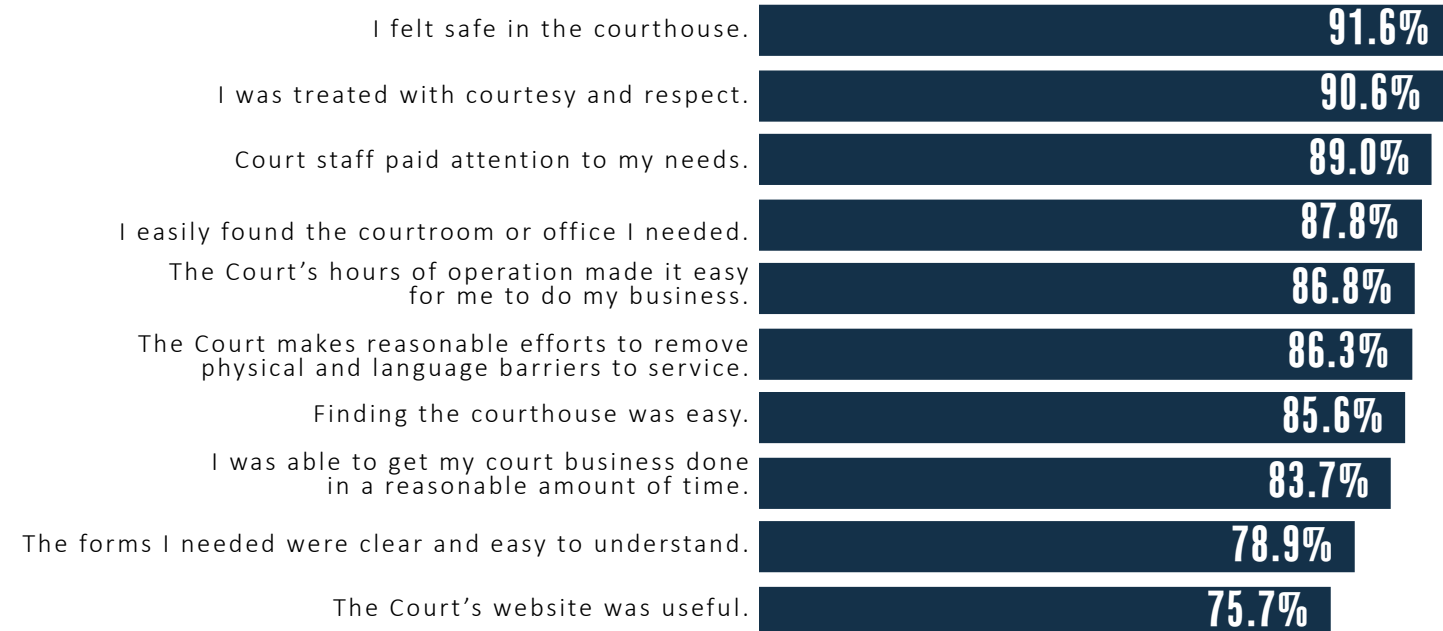 I felt safe in the courthouse.
91.6%
I was treated with courtesy and respect.
90.6%
Court staff paid attention to my needs.
89.0%
I easily found the courtroom or office I needed.
87.8%
The Court’s hours of operation made it easy
for me to do my business.
86.8%
The Court makes reasonable efforts to remove
physical and language barriers to service.
86.3%
Finding the courthouse was easy.
85.6%
I was able to get my court business done
in a reasonable amount of time.
83.7%
The forms I needed were clear and easy to understand.
78.9%
The Court’s website was useful.
75.7%